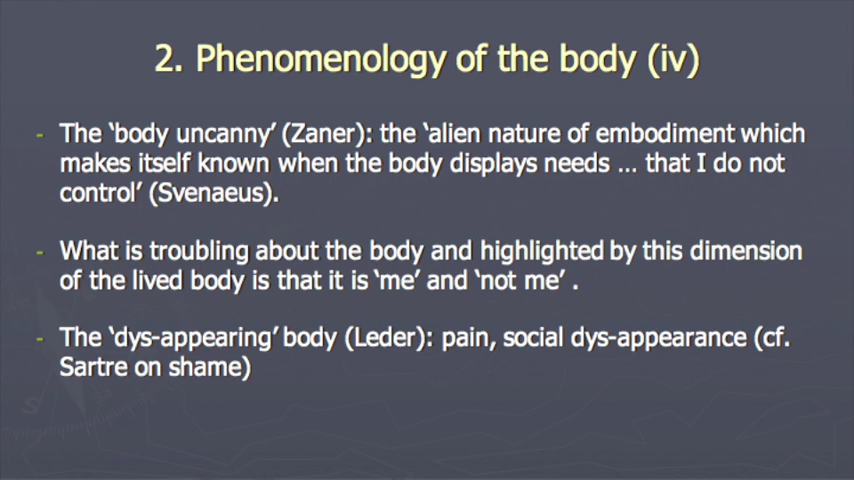 2. Phenomenology of the body (iv)
- The ‘body uncanny’ (Zaner): the ‘alien nature of embodiment which
makes itself known when the body displays needs ... that I do not
control’ (Svenaeus).
- What is troubling about the body and highlighted by this dimension
of the lived body is that it is ‘me’ and ‘not me’ .
- The ‘dys-appearing’ body (Leder): pain, social dys-appearance (cf.
Sartre on shame)
S